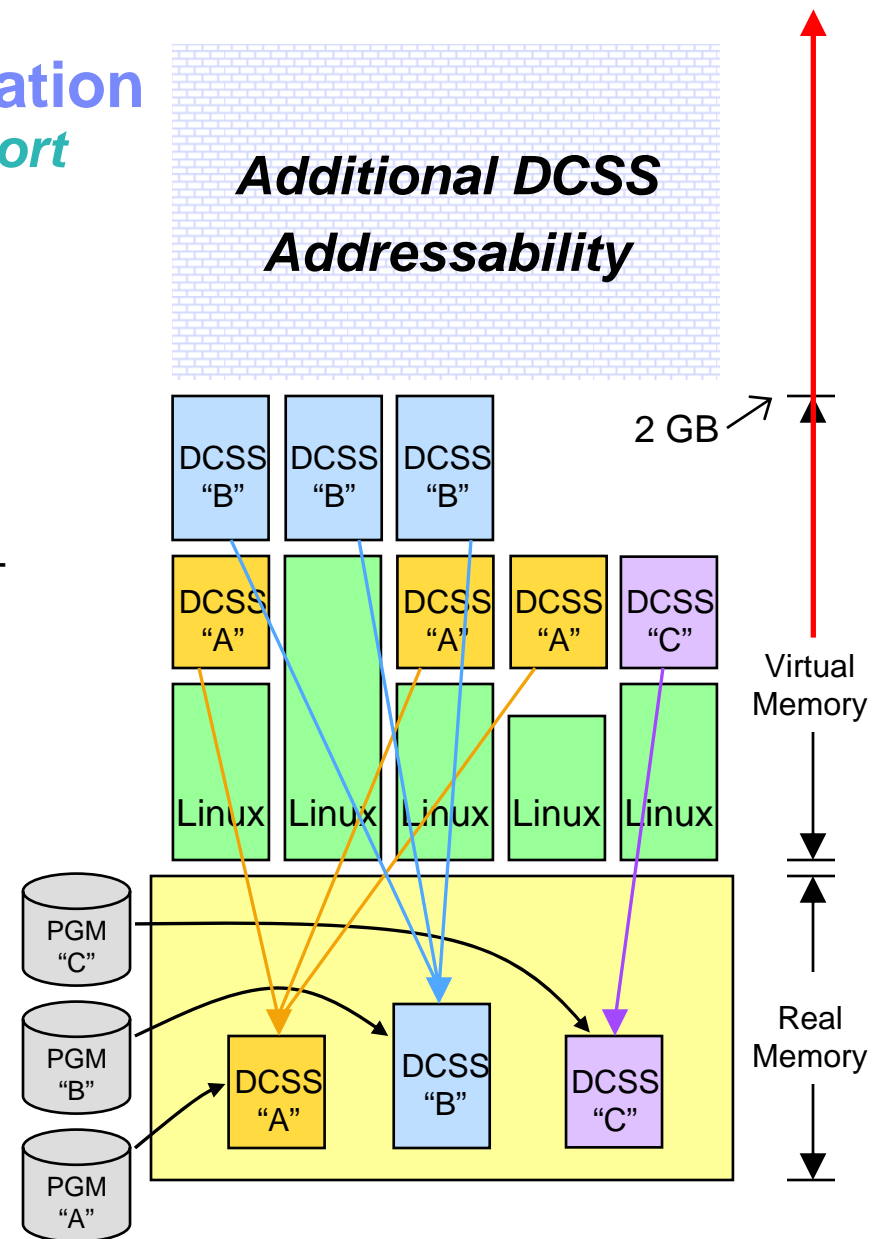 ation
ort
Additional DCSS
Addressability
2 GB
DCSS
“B”
DCSS
“B”
DCSS
“B”
DCSS
“A”
DCSS
“A”
DCSS
“A”
DCSS
“C”
Virtual
Memory
Linux
Linux
Linux
Linux
Linux
PGM
“C”
PGM
“B”
PGM
“A”
DCSS
“A”
DCSS
“B”
DCSS
“C”
Real
Memory